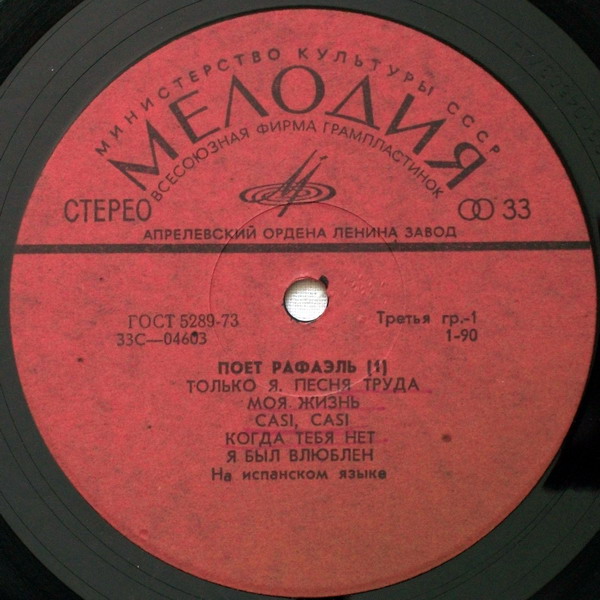 МИНИСТЕРСТВО КУЛЬТУРЫ СССР
МЕЛОДИЯ
ВСЕСОЮЗНАЯ ФИРМА ГРАМПЛАСТИНОК
СТЕРЕО
33
АПРЕЛЕВСКИЙ ОРДЕНА ЛЕНИНА ЗАВОД
ГОСТ 5289-73
Третья гр.-1
33С—04603
1-90
ПОЕТ РАФАЭЛЬ (1)
ТОЛЬКО Я. ПЕСНЯ ТРУДА
МОЯ ЖИЗНЬ
CASI, CASI
КОГДА ТЕБЯ НЕТ
Я БЫЛ ВЛЮБЛЕН
На испанском языке